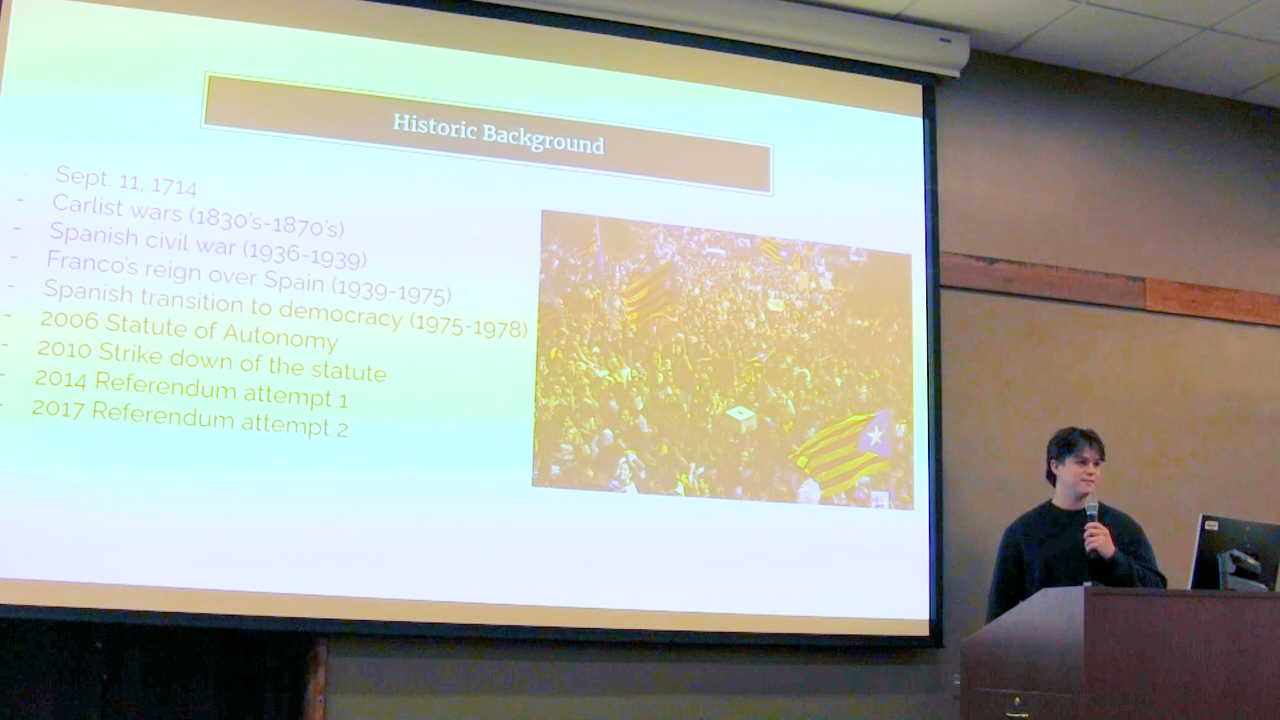 Historic Background
- Sept. 11, 1714
- Carlist wars (1830's-1870's)
- Spanish civil war (1936-1939)
- Franco's reign over Spain (1939-1975)
- Spanish transition to democracy (1975-1978)
- 2006 Statute of Autonomy
- 2010 Strike down of the statute
- 2014 Referendum attempt 1
- 2017 Referendum attempt 2